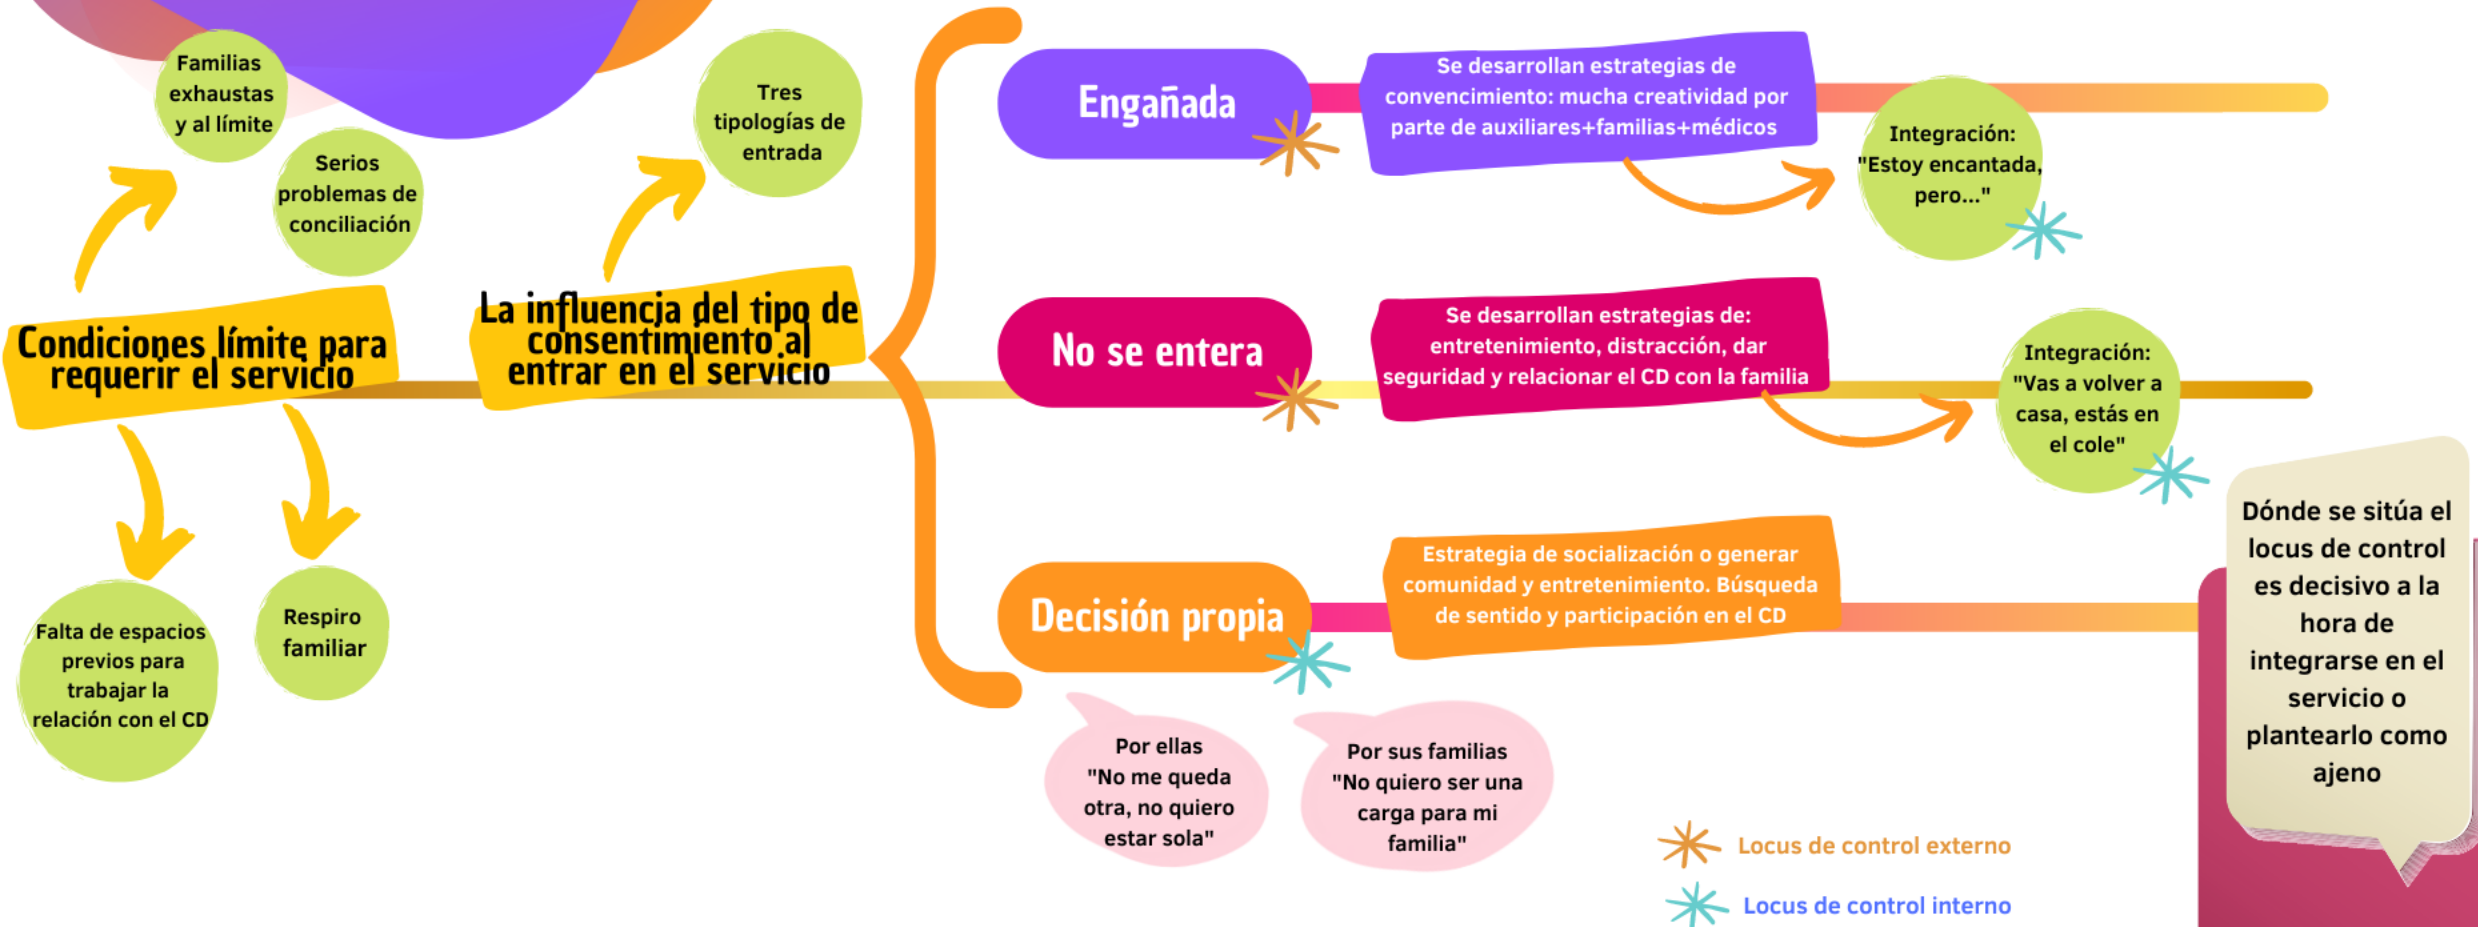 Familias
exhaustas
y al límite
Serios
problemas de
conciliación
Condiciones límite para
requerir el servicio
Falta de espacios
previos para
trabajar la
relación con el CD
Respiro
familiar
Tres
tipologías de
entrada
La influencia del tipo de
consentimiento al
entrar en el servicio
Engañada
Se desarrollan estrategias de
convencimiento: mucha creatividad por
parte de auxiliares+familias+médicos
Integración:
"Estoy encantada,
pero..."
No se entera
Se desarrollan estrategias de:
entretenimiento, distracción, dar
seguridad y relacionar el CD con la familia
Integración:
"Vas a volver a
casa, estás en
el cole"
Decisión propia
Estrategia de socialización o generar
comunidad y entretenimiento. Búsqueda
de sentido y participación en el CD
Por ellas
"No me queda
otra, no quiero
estar sola"
Por sus familias
"No quiero ser una
carga para mi
familia"
Locus de control externo
Locus de control interno
Dónde se sitúa el
locus de control
es decisivo a la
hora de
integrarse en el
servicio o
plantearlo como
ajeno